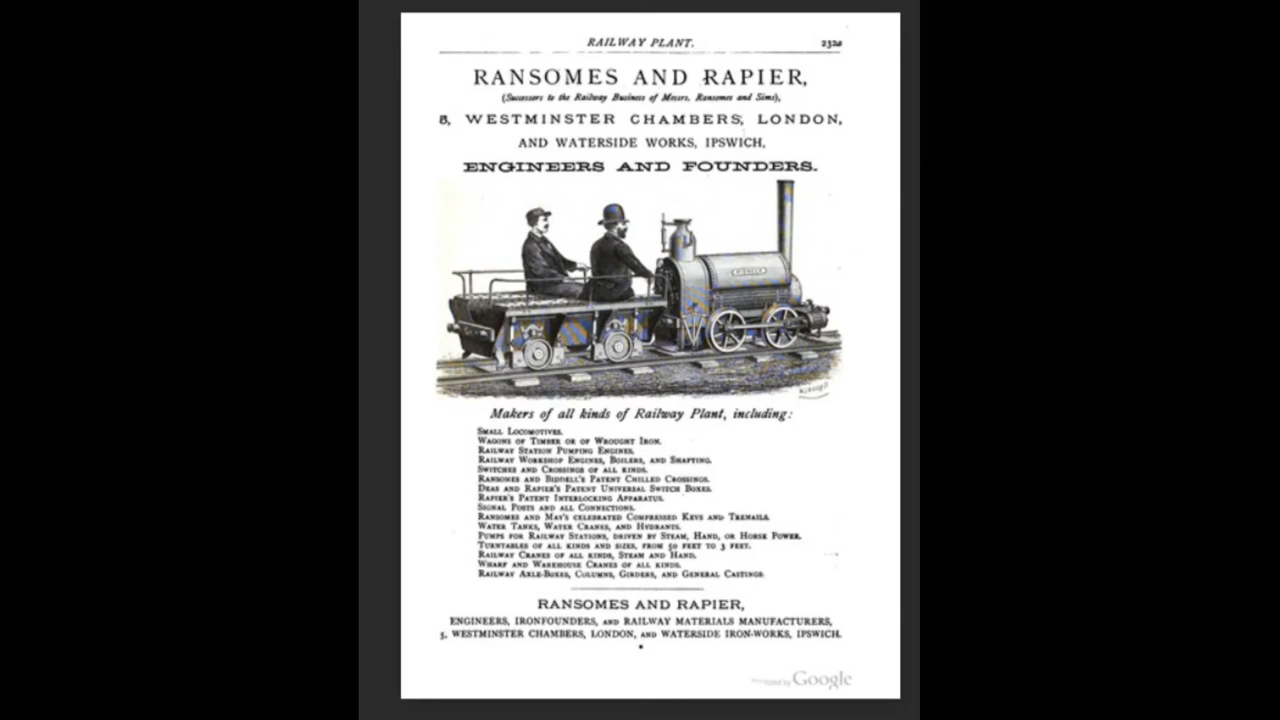 RAILWAY PLANT. 232a
RANSOMES AND RAPIER,
(Successors to the Railway Business of Messrs. Ransomes and Sims),
5, WESTMINSTER CHAMBERS, LONDON,
AND WATERSIDE WORKS, IPSWICH,
ENGINEERS AND FOUNDERS.
PIONEER
Makers of all kinds of Railway Plant, including:
SMALL LOCOMOTIVES.
WAGONS OF TIMBER OR OF WROUGHT IRON.
RAILWAY STATION PUMPING ENGINES.
RAILWAY WORKSHOP ENGINES, BOILERS, AND SHAFTING.
SWITCHES AND CROSSINGS OF ALL KINDS.
RANSOMES AND BIDDELL'S PATENT CHILLED CROSSINGS.
DEAS AND RAPIER'S PATENT UNIVERSAL SWITCH BOXES.
RAPIER'S PATENT INTERLOCKING APPARATUS.
SIGNAL POSTS AND ALL CONNECTIONS.
RANSOMES AND MAY'S CELEBRATED COMPRESSED KEYS AND TRENAILS.
WATER TANKS, WATER CRANES, AND HYDRANTS.
PUMPS FOR RAILWAY STATIONS, DRIVEN BY STEAM, HAND, OR HORSE POWER.
TURNTABLES OF ALL KINDS AND SIZES, FROM 50 FEET TO 3 FEET.
RAILWAY CRANES OF ALL KINDS, STEAM AND HAND.
WHARF AND WAREHOUSE CRANES OF ALL KINDS.
RAILWAY AXLE-BOXES, COLUMNS, GIRDERS, AND GENERAL CASTINGS.
RANSOMES AND RAPIER,
ENGINEERS, IRONFOUNDERS, AND RAILWAY MATERIALS MANUFACTURERS,
5, WESTMINSTER CHAMBERS, LONDON, AND WATERSIDE IRON-WORKS, IPSWICH.
Digitized by Google